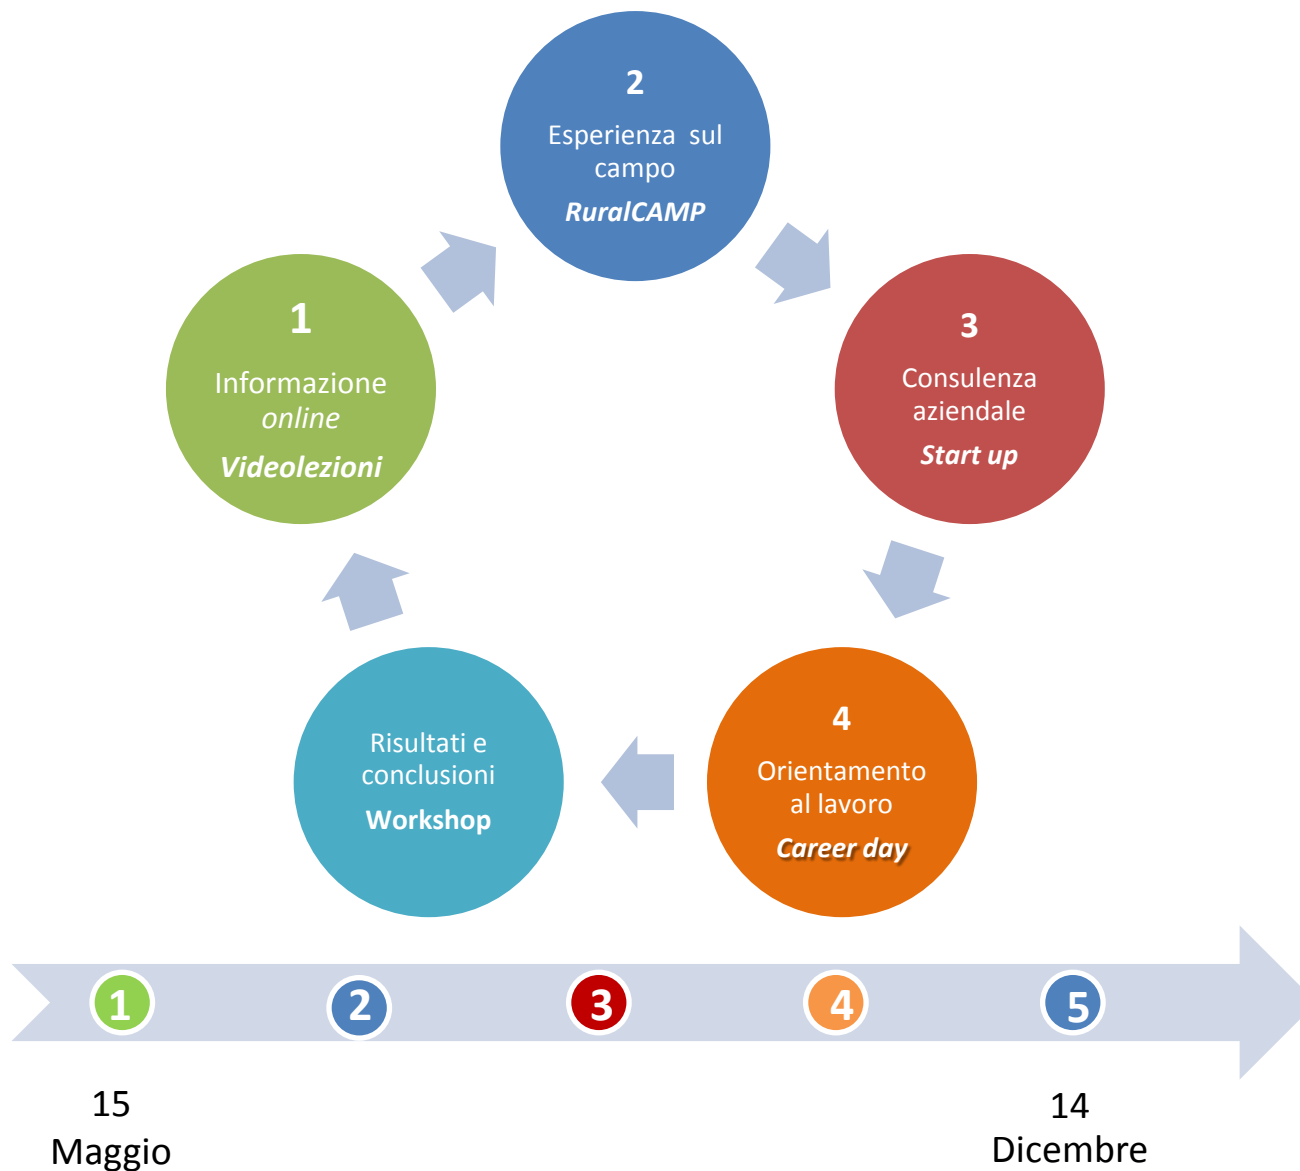 2
Esperienza sul
campo
RuralCAMP
1
Informazione
online
Videolezioni
3
Consulenza
aziendale
Start up
Risultati e
conclusioni
Workshop
4
Orientamento
al lavoro
Career day
1
2
3
4
5
15
Maggio
14
Dicembre